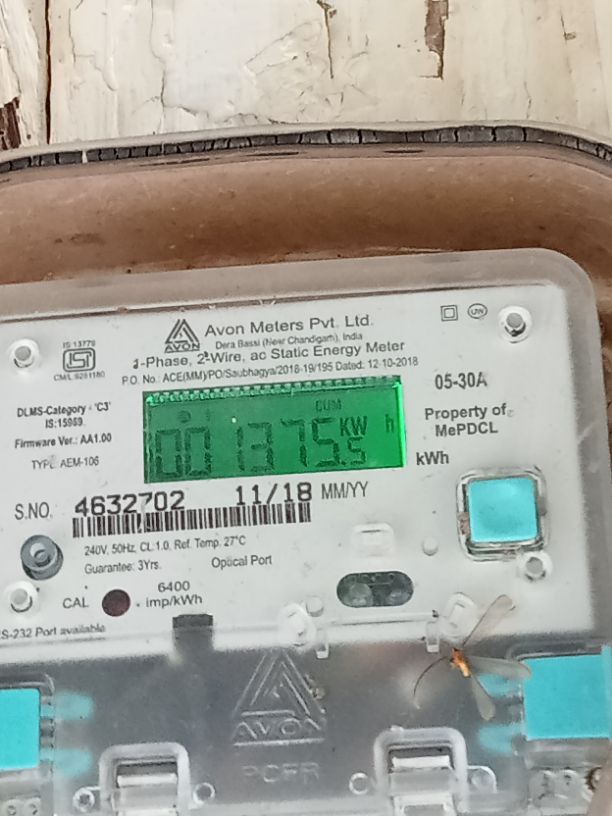 AVON
Avon Meters Pvt. Ltd.
Dera Bassi (Near Chandigarh), India
1-Phase, 2-Wire, ac Static Energy Meter
P.O. No.: ACE(MM)/PO/Saubhagya/2018-19/195 Dated: 12-10-2018
IS 13779
ISI
DLMS-Category - 'C3'
IS:15959
Firmware Ver.: AA1.00
TYPE AEM-106
CUM
001375.5 KW h
05-30A
Property of
MePDCL
kWh
S.NO. 4632702 11/18 MM/YY
240V, 50Hz, CL 1.0, Ref. Temp. 27°C
Guarantee: 3Yrs. Optical Port
CAL 6400
imp/kWh
RS-232 Port available
AVON